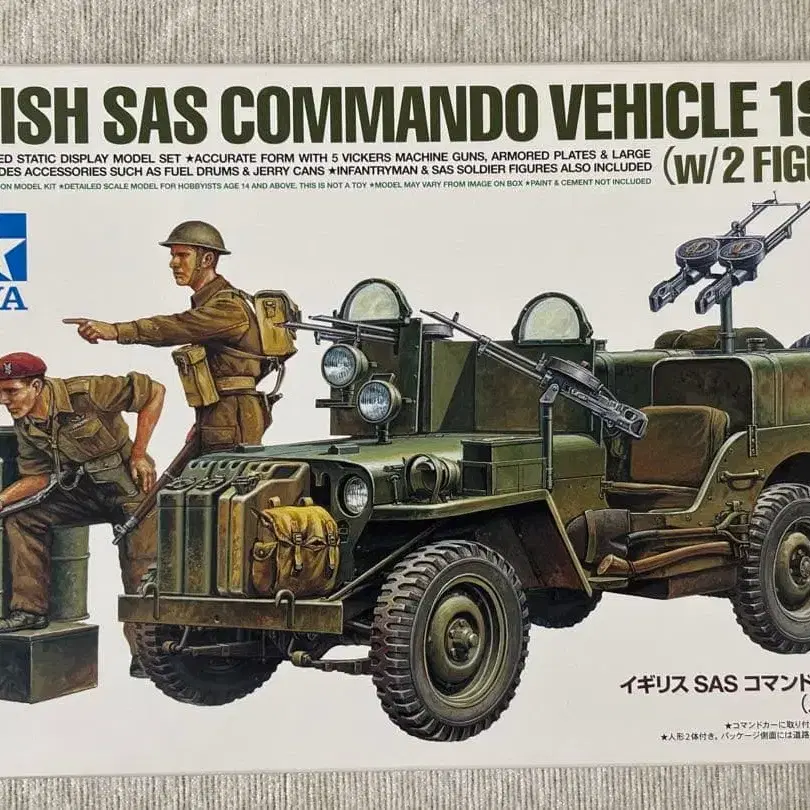 ISH SAS COMMANDO VEHICLE 19
ED STATIC DISPLAY MODEL SET ★ACCURATE FORM WITH 5 VICKERS MACHINE GUNS, ARMORED PLATES & LARGE
DES ACCESSORIES SUCH AS FUEL DRUMS & JERRY CANS ★INFANTRYMAN & SAS SOLDIER FIGURES ALSO INCLUDED
(w/2 FIGU
ON MODEL KIT ★DETAILED SCALE MODEL FOR HOBBYISTS AGE 14 AND ABOVE, THIS IS NOT A TOY ★MODEL MAY VARY FROM IMAGE ON BOX ★PAINT & CEMENT NOT INCLUDED
YA
イギリス SAS コマンド
★コマンドカーに取り付
★人形2体付き。パッケージ側面には道路